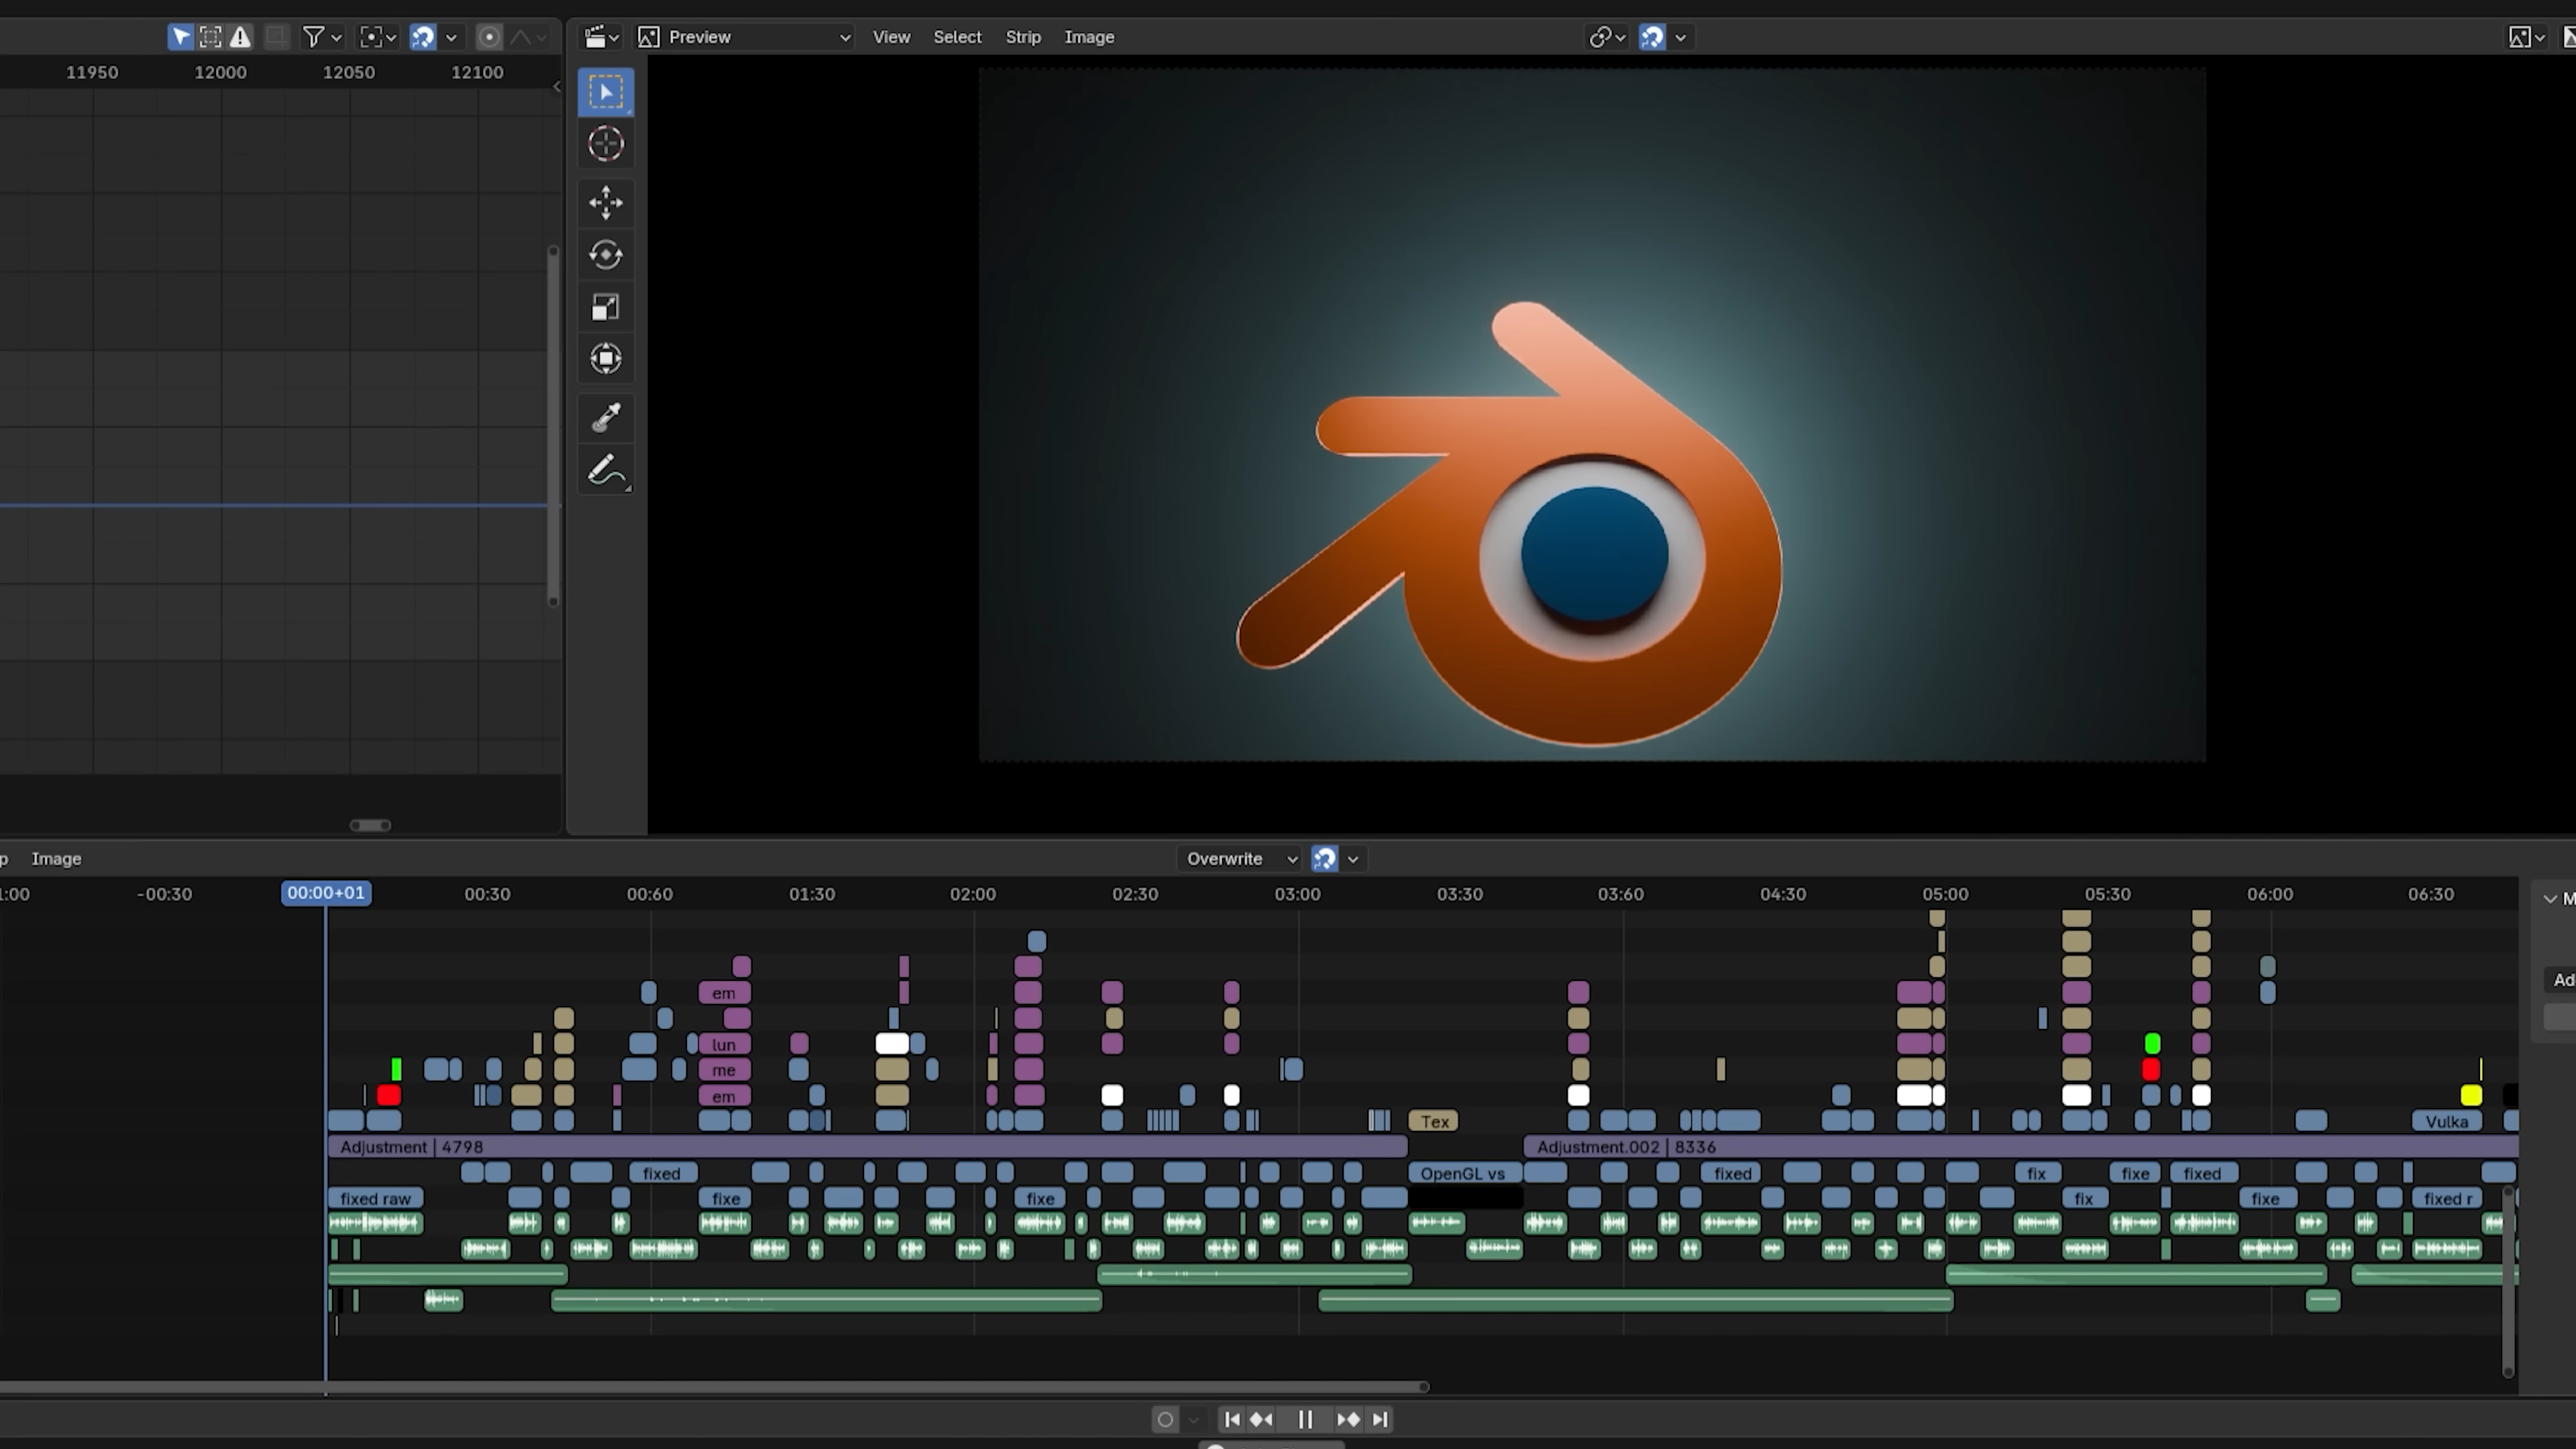 Preview View Select Strip Image
11950 12000 12050 12100
p Image Overwrite
1:00 -00:30 00:00+01 00:30 00:60 01:30 02:00 02:30 03:00 03:30 03:60 04:30 05:00 05:30 06:00 06:30
M
Ad
em
lun
me
em
Tex Vulka
Adjustment | 4798 Adjustment.002 | 8336
fixed OpenGL vs fixed fix fixe fixed
fixed raw fixe fixe fix fixe fixed r